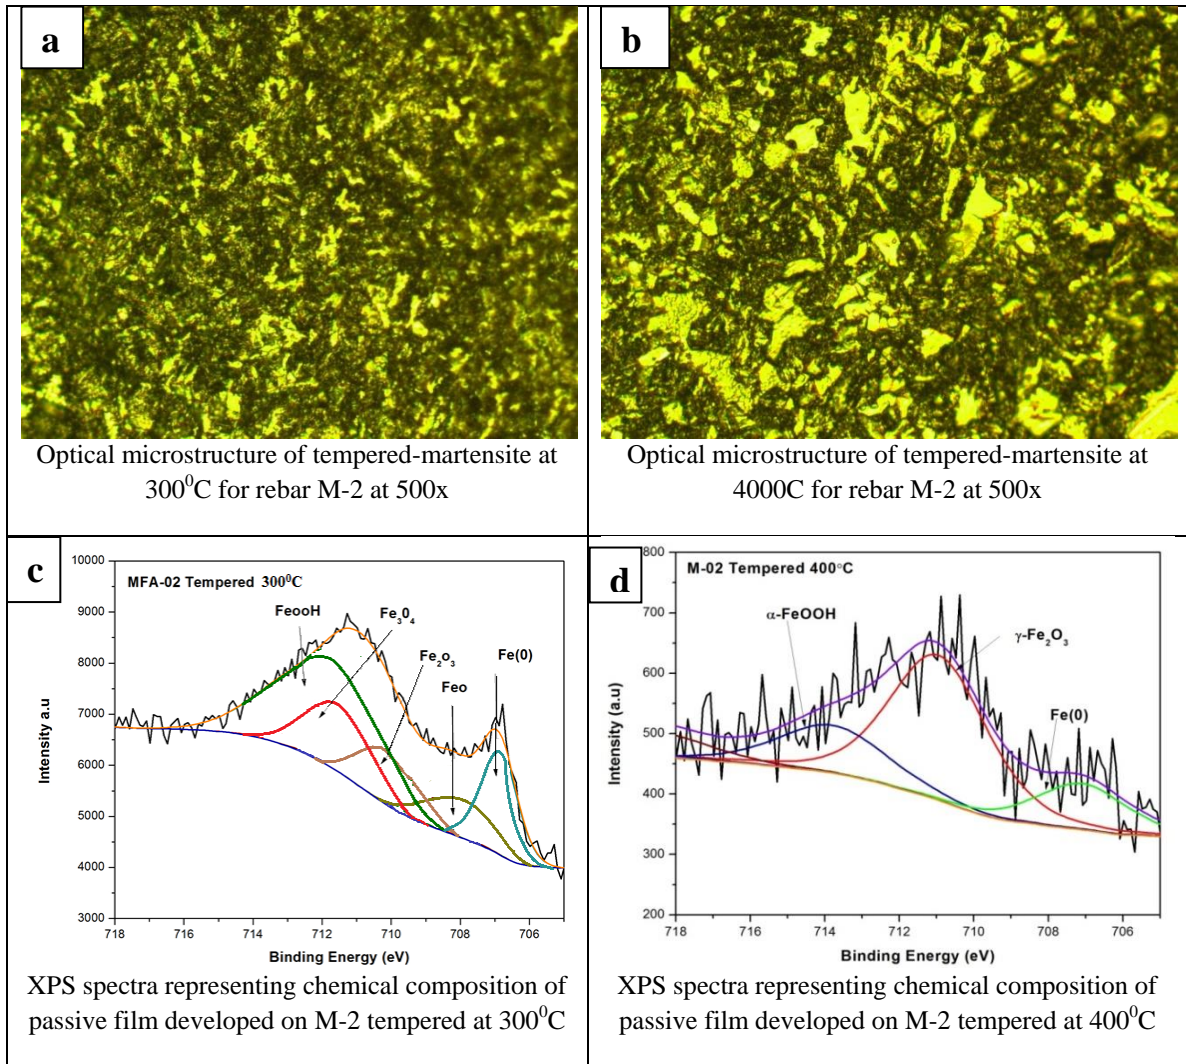 a
b
Optical microstructure of tempered-martensite at
300⁰C for rebar M-2 at 500x
Optical microstructure of tempered-martensite at
4000C for rebar M-2 at 500x
c
MFA-02 Tempered 300⁰C
FeooH
Fe₃0₄
Fe₂o₃
Feo
Fe(0)
10000
9000
8000
7000
6000
5000
4000
3000
Intensity a.u
718 716 714 712 710 708 706
Binding Energy (eV)
XPS spectra representing chemical composition of
passive film developed on M-2 tempered at 300⁰C
d
M-02 Tempered 400°C
α-FeOOH
γ-Fe₂O₃
Fe(0)
800
700
600
500
400
300
200
Intensity (a.u)
718 716 714 712 710 708 706
Binding Energy (eV)
XPS spectra representing chemical composition of
passive film developed on M-2 tempered at 400⁰C